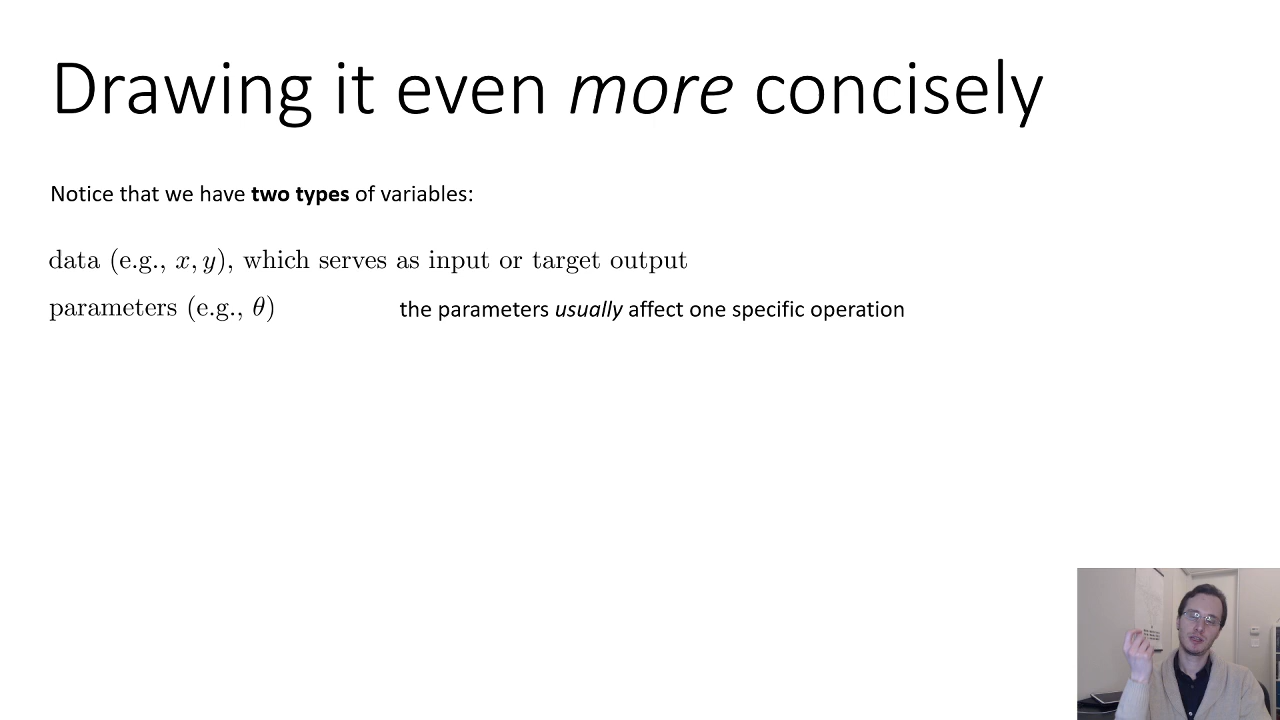 Drawing it even more concisely
Notice that we have two types of variables:
data (e.g., x, y), which serves as input or target output
parameters (e.g., θ) the parameters usually affect one specific operation